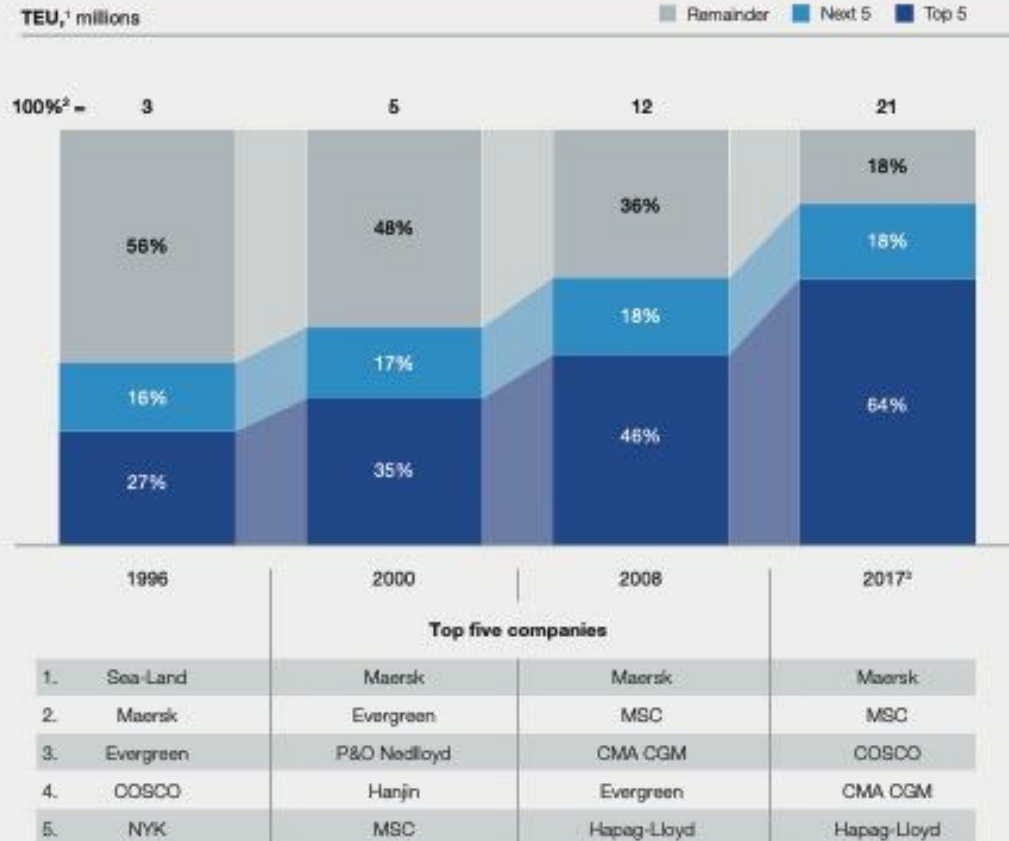 TEU,¹ millions
Remainder Next 5 Top 5
100%² = 3 5 12 21
56% 48% 36% 18%
16% 17% 18% 18%
27% 35% 46% 64%
1996 2000 2008 2017³
Top five companies
1. Sea-Land Maersk Maersk Maersk
2. Maersk Evergreen MSC MSC
3. Evergreen P&O Nedlloyd CMA CGM COSCO
4. COSCO Hanjin Evergreen CMA CGM
5. NYK MSC Hapag-Lloyd Hapag-Lloyd